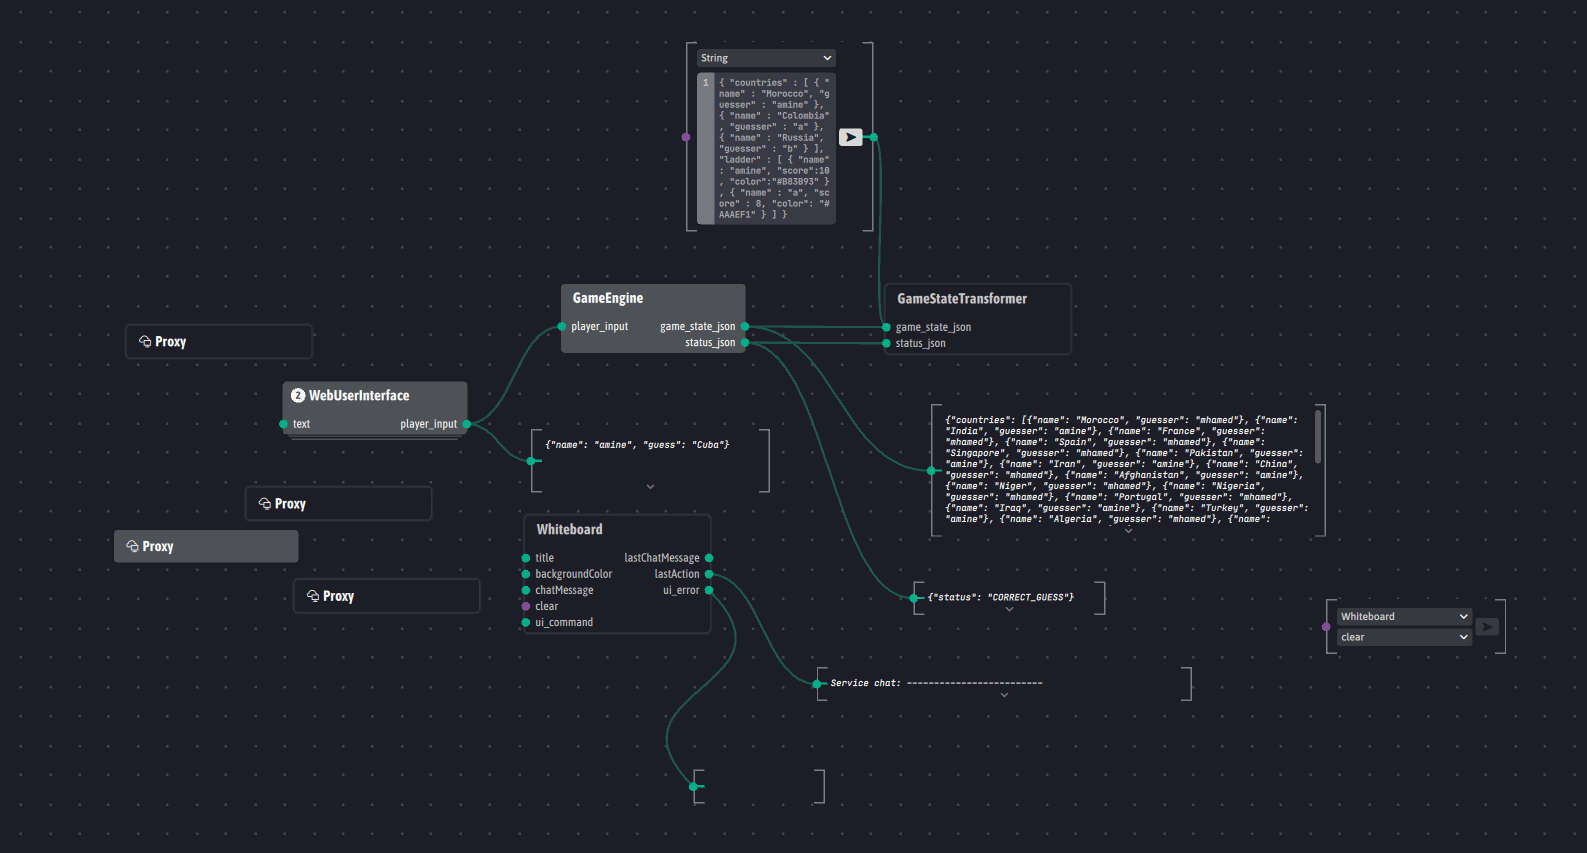 String
1
{ "countries" : [ { "
name" : "Morocco", "g
uesser" : "amine" },
{ "name" : "Colombia"
, "guesser" : "a" },
{ "name" : "Russia",
"guesser" : "b" } ],
"ladder" : [ { "name"
: "amine", "score":10
, "color":"#B83B93" }
, { "name" : "a", "sc
ore" : 8, "color": "#
AAAEF1" } ] }
GameEngine
player_input game_state_json
status_json
GameStateTransformer
game_state_json
status_json
Proxy
2 WebUserInterface
text player_input
{"name": "amine", "guess": "Cuba"}
{"countries": [{"name": "Morocco", "guesser": "mhamed"}, {"name":
"India", "guesser": "amine"}, {"name": "France", "guesser":
"mhamed"}, {"name": "Spain", "guesser": "mhamed"}, {"name":
"Singapore", "guesser": "mhamed"}, {"name": "Pakistan", "guesser":
"amine"}, {"name": "Iran", "guesser": "amine"}, {"name": "China",
"guesser": "mhamed"}, {"name": "Afghanistan", "guesser": "amine"},
{"name": "Niger", "guesser": "mhamed"}, {"name": "Nigeria",
"guesser": "mhamed"}, {"name": "Portugal", "guesser": "mhamed"},
{"name": "Iraq", "guesser": "amine"}, {"name": "Turkey", "guesser":
"amine"}, {"name": "Algeria", "guesser": "mhamed"}, {"name":
Proxy
Proxy
Proxy
Whiteboard
title lastChatMessage
backgroundColor lastAction
chatMessage ui_error
clear
ui_command
{"status": "CORRECT_GUESS"}
Whiteboard
clear
Service chat: -------------------------